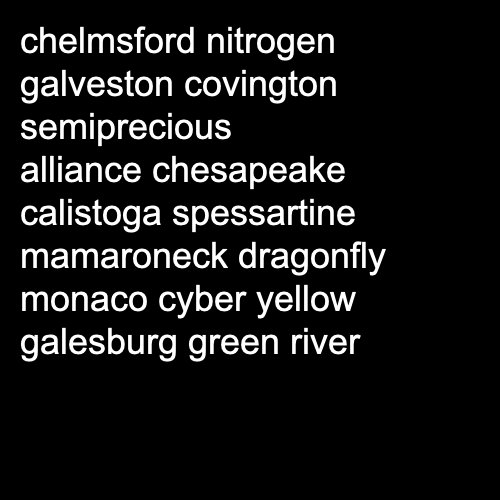 chelmsford nitrogen
galveston covington
semiprecious
alliance chesapeake
calistoga spessartine
mamaroneck dragonfly
monaco cyber yellow
galesburg green river